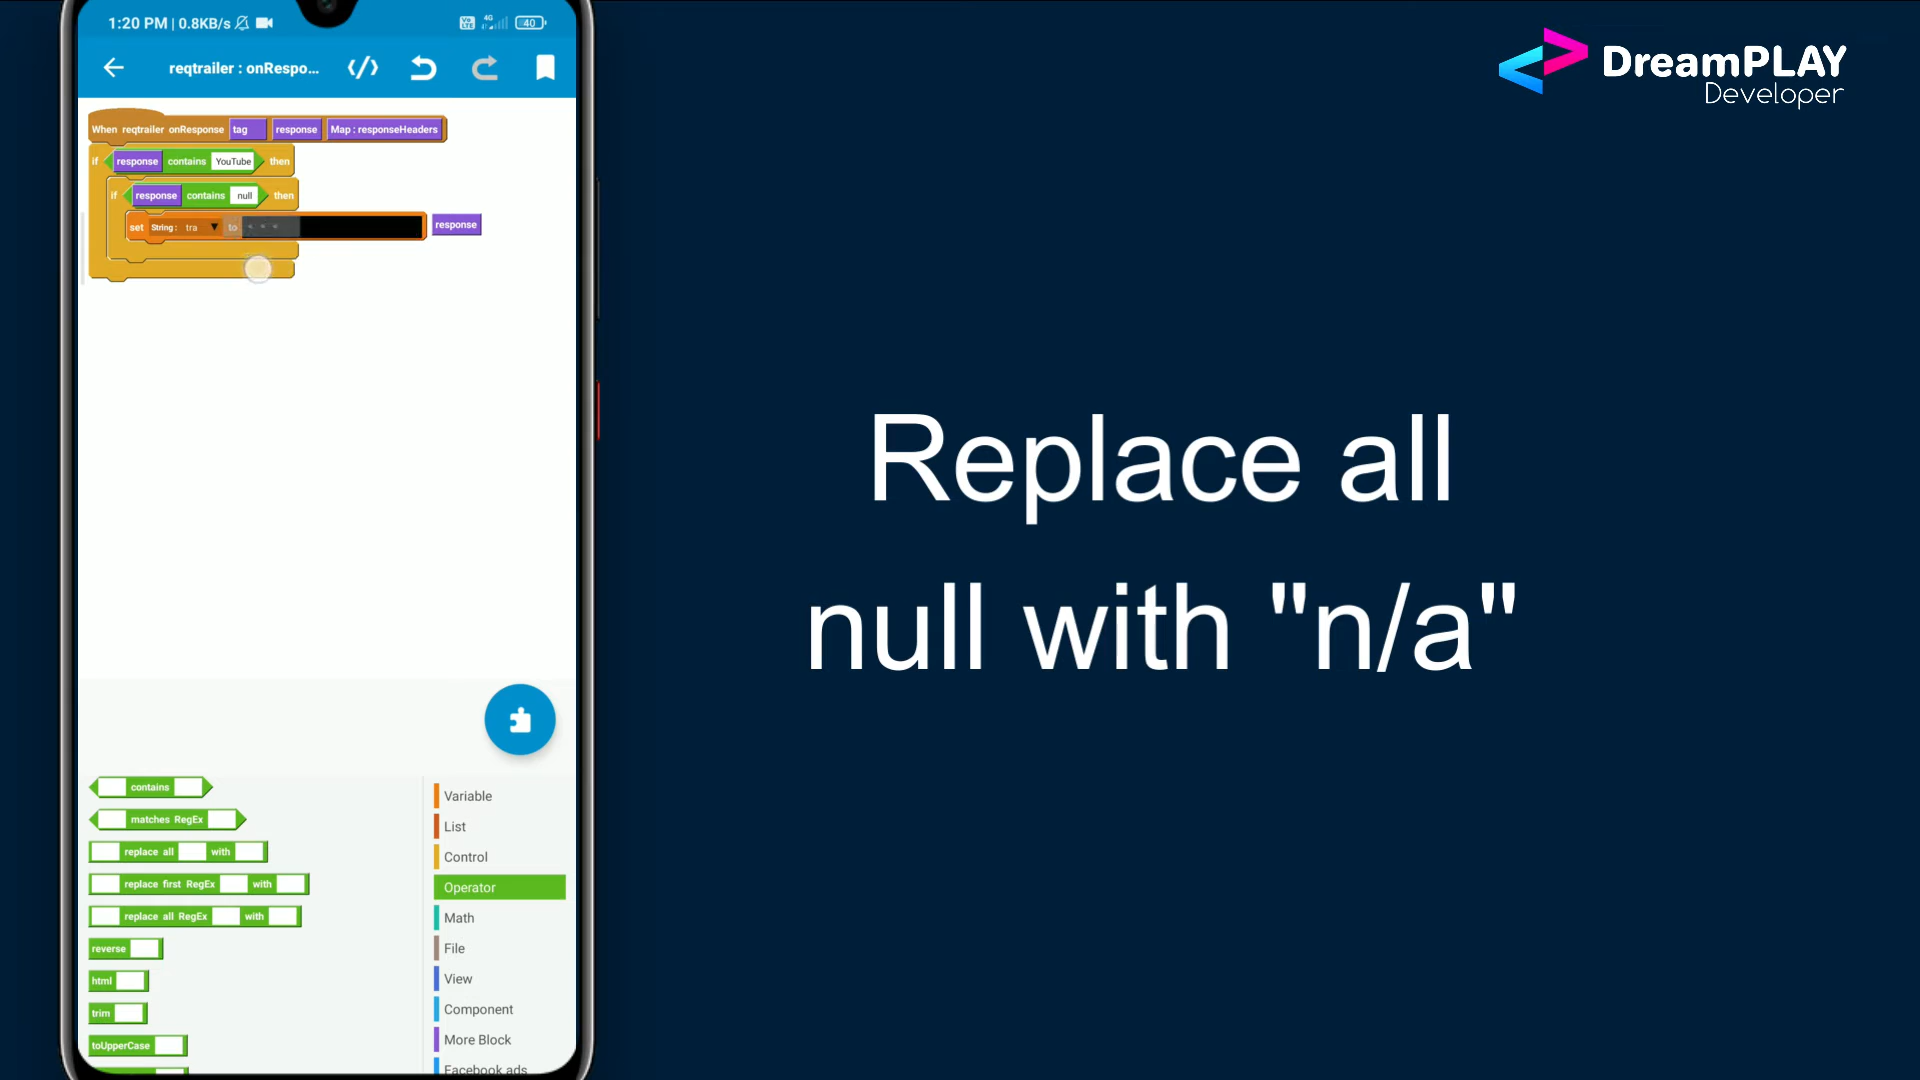 1:20 PM | 0.8KB/s
Vo LTE
4G
40
reqtrailer : onRespo...
When reqtrailer onResponse tag response Map : responseHeaders
if response contains YouTube then
if response contains null then
set String : tra to
response
contains
matches RegEx
replace all with
replace first RegEx with
replace all RegEx with
reverse
html
trim
toUpperCase
Variable
List
Control
Operator
Math
File
View
Component
More Block
Facebook ads
DreamPLAY
Developer
Replace all
null with "n/a"